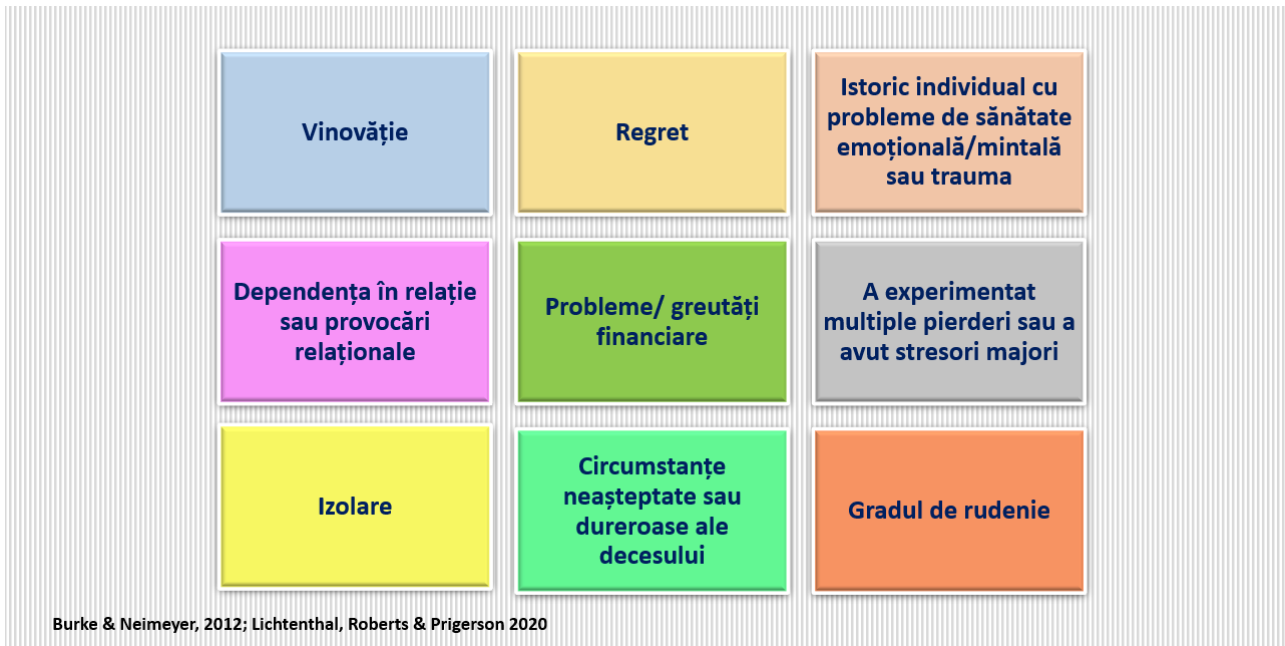 Vinovăție
Regret
Istoric individual cu
probleme de sănătate
emoțională/mintală
sau trauma
Dependența în relație
sau provocări
relaționale
Probleme/ greutăți
financiare
A experimentat
multiple pierderi sau a
avut stresori majori
Izolare
Circumstanțe
neașteptate sau
dureroase ale
decesului
Gradul de rudenie
Burke & Neimeyer, 2012; Lichtenthal, Roberts & Prigerson 2020